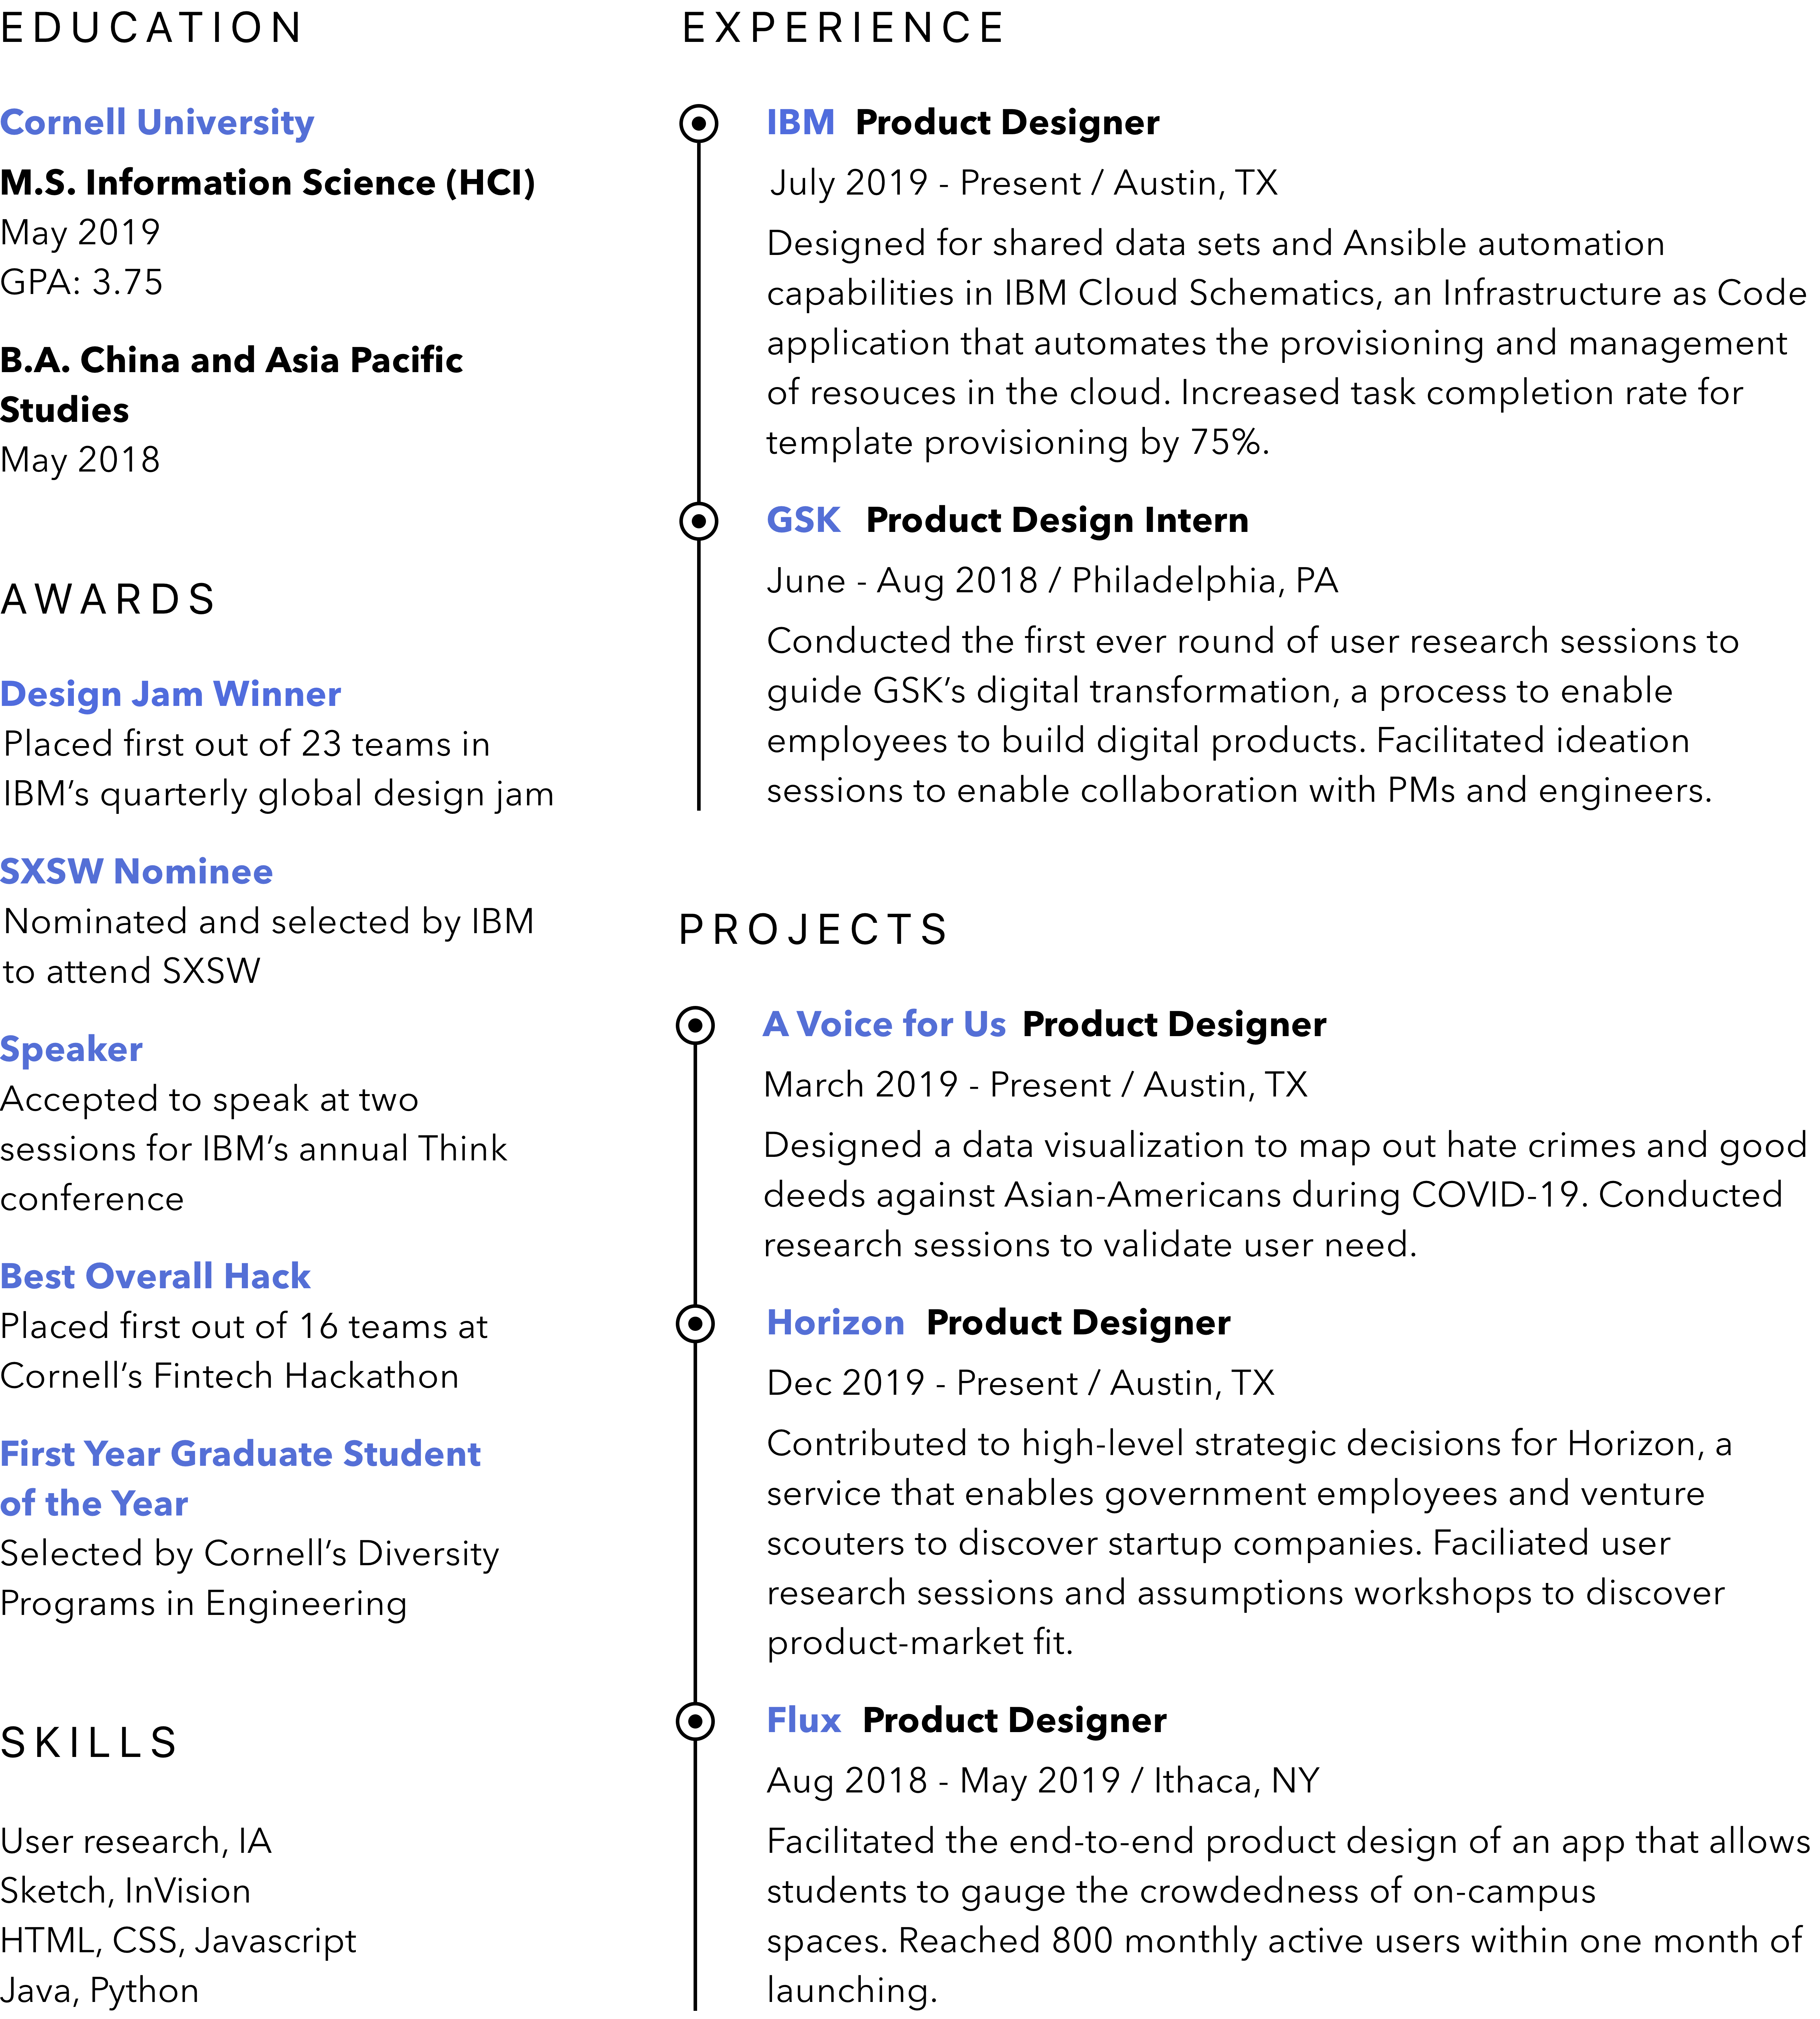 EDUCATION
Cornell University
M.S. Information Science (HCI)
May 2019
GPA: 3.75
B.A. China and Asia Pacific
Studies
May 2018
AWARDS
Design Jam Winner
Placed first out of 23 teams in
IBM’s quarterly global design jam
SXSW Nominee
Nominated and selected by IBM
to attend SXSW
Speaker
Accepted to speak at two
sessions for IBM’s annual Think
conference
Best Overall Hack
Placed first out of 16 teams at
Cornell’s Fintech Hackathon
First Year Graduate Student
of the Year
Selected by Cornell’s Diversity
Programs in Engineering
SKILLS
User research, IA
Sketch, InVision
HTML, CSS, Javascript
Java, Python
EXPERIENCE
IBM Product Designer
July 2019 - Present / Austin, TX
Designed for shared data sets and Ansible automation
capabilities in IBM Cloud Schematics, an Infrastructure as Code
application that automates the provisioning and management
of resouces in the cloud. Increased task completion rate for
template provisioning by 75%.
GSK Product Design Intern
June - Aug 2018 / Philadelphia, PA
Conducted the first ever round of user research sessions to
guide GSK’s digital transformation, a process to enable
employees to build digital products. Facilitated ideation
sessions to enable collaboration with PMs and engineers.
PROJECTS
A Voice for Us Product Designer
March 2019 - Present / Austin, TX
Designed a data visualization to map out hate crimes and good
deeds against Asian-Americans during COVID-19. Conducted
research sessions to validate user need.
Horizon Product Designer
Dec 2019 - Present / Austin, TX
Contributed to high-level strategic decisions for Horizon, a
service that enables government employees and venture
scouters to discover startup companies. Faciliated user
research sessions and assumptions workshops to discover
product-market fit.
Flux Product Designer
Aug 2018 - May 2019 / Ithaca, NY
Facilitated the end-to-end product design of an app that allows
students to gauge the crowdedness of on-campus
spaces. Reached 800 monthly active users within one month of
launching.